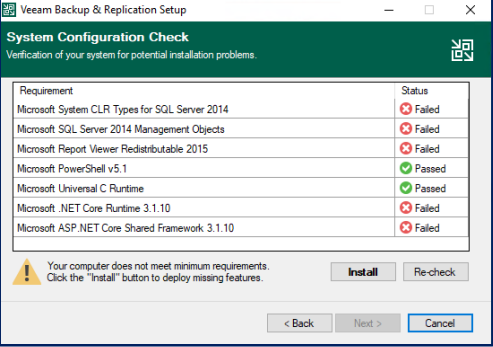 Veeam Backup & Replication Setup
System Configuration Check
Verification of your system for potential installation problems.
Requirement Status
Microsoft System CLR Types for SQL Server 2014 Failed
Microsoft SQL Server 2014 Management Objects Failed
Microsoft Report Viewer Redistributable 2015 Failed
Microsoft PowerShell v5.1 Passed
Microsoft Universal C Runtime Passed
Microsoft .NET Core Runtime 3.1.10 Failed
Microsoft ASP.NET Core Shared Framework 3.1.10 Failed
Your computer does not meet minimum requirements.
Click the "Install" button to deploy missing features.
Install Re-check
< Back Next > Cancel